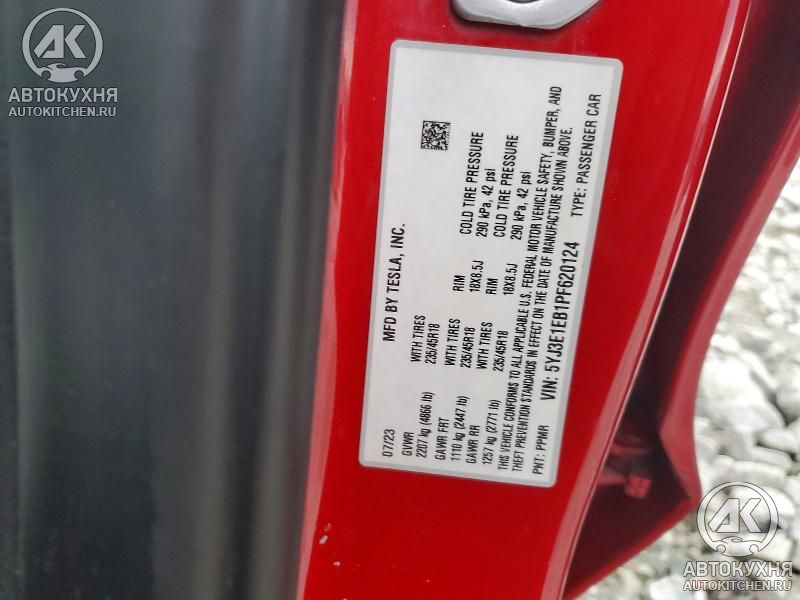 AK
АВТОКУХНЯ
AUTOKITCHEN.RU
MFD BY TESLA, INC.
07/23
GVWR
2207 kg (4866 lb)
GAWR FRT WITH TIRES RIM COLD TIRE PRESSURE
1110 kg (2447 lb) 235/45R18 18X8.5J 290 kPa, 42 psi
GAWR RR WITH TIRES RIM COLD TIRE PRESSURE
1257 kg (2771 lb) 235/45R18 18X8.5J 290 kPa, 42 psi
THIS VEHICLE CONFORMS TO ALL APPLICABLE U.S. FEDERAL MOTOR VEHICLE SAFETY, BUMPER, AND
THEFT PREVENTION STANDARDS IN EFFECT ON THE DATE OF MANUFACTURE SHOWN ABOVE.
VIN: 5YJ3E1EB1PF620124
PNT: PPMR TYPE: PASSENGER CAR
WITH TIRES
235/45R18
AK
АВТОКУХНЯ
AUTOKITCHEN.RU